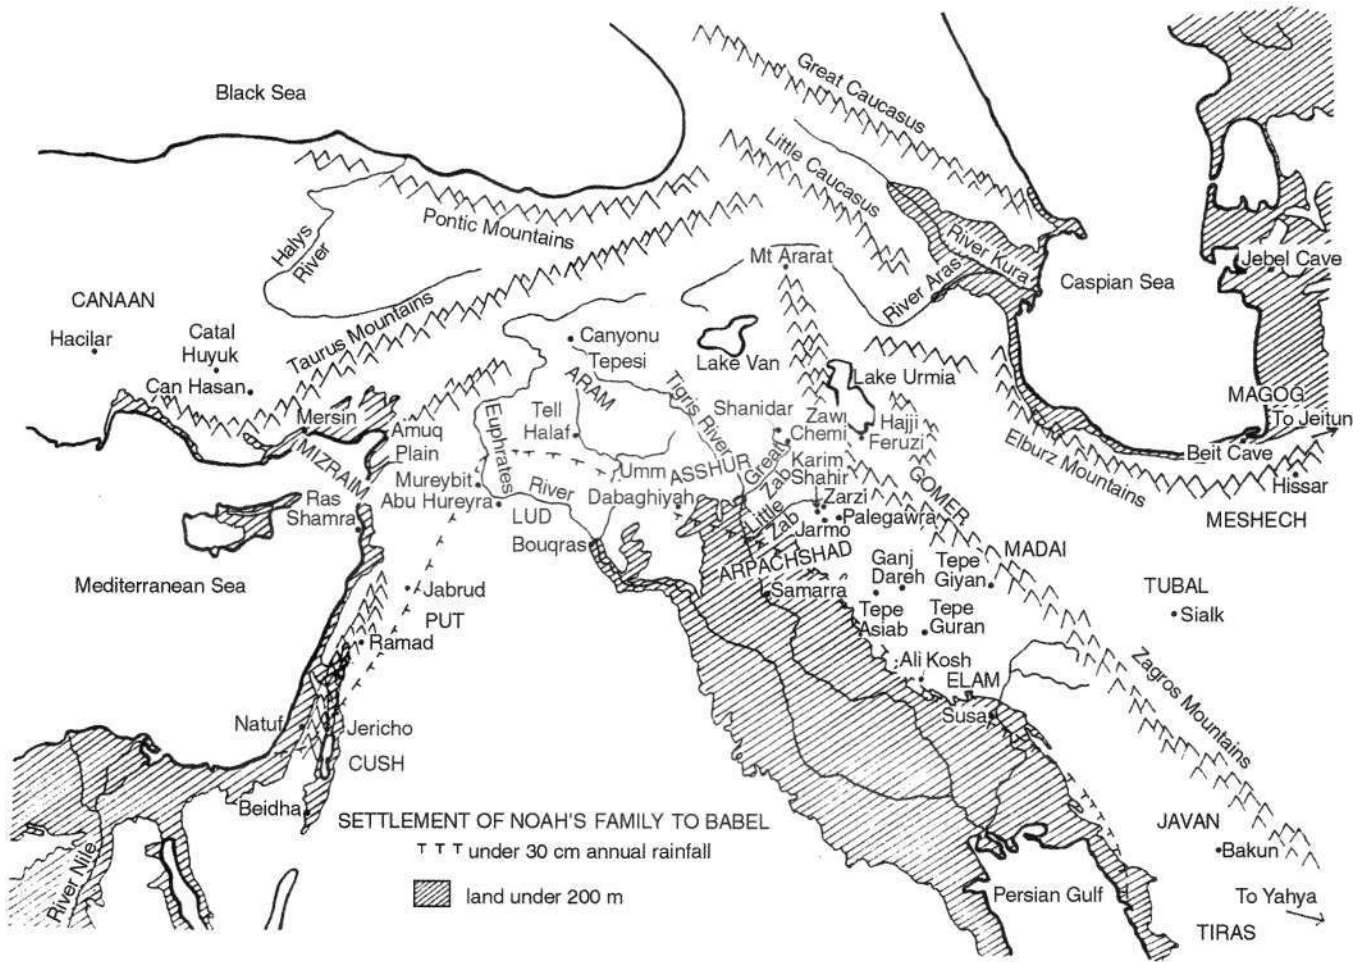 Black Sea
Great Caucasus
Little Caucasus
Pontic Mountains
Halys
River
River Kura
River Aras
Mt Ararat
Caspian Sea
Jebel Cave
CANAAN
Hacilar
Catal
Huyuk
Can Hasan
Taurus Mountains
Canyonu
Tepesi
Lake Van
Lake Urmia
MAGOG
To Jeitun
Beit Cave
Elburz Mountains
Hissar
MESHECH
Mersin
Amuq
Plain
MIZRAIM
Mureybit
Abu Hureyra
Ras
Shamra
Euphrates
River
Tell
Halaf
ARAM
Tigris River
Shanidar
Zawi
Chemi
Hajji
Feruzi
Great
Zab
Karim
Shahir
Umm
Dabaghiyah
ASSHUR
Little
Zab
Zarzi
Palegawra
Jarmo
GOMER
LUD
Bouqras
ARPACHSHAD
Samarra
Ganj
Dareh
Tepe
Giyan
MADAI
TUBAL
Sialk
Mediterranean Sea
Jabrud
PUT
Ramad
Tepe
Asiab
Tepe
Guran
Ali Kosh
ELAM
Susa
Zagros Mountains
Natuf
Jericho
CUSH
Beidha
River Nile
SETTLEMENT OF NOAH'S FAMILY TO BABEL
under 30 cm annual rainfall
land under 200 m
Persian Gulf
JAVAN
Bakun
To Yahya
TIRAS